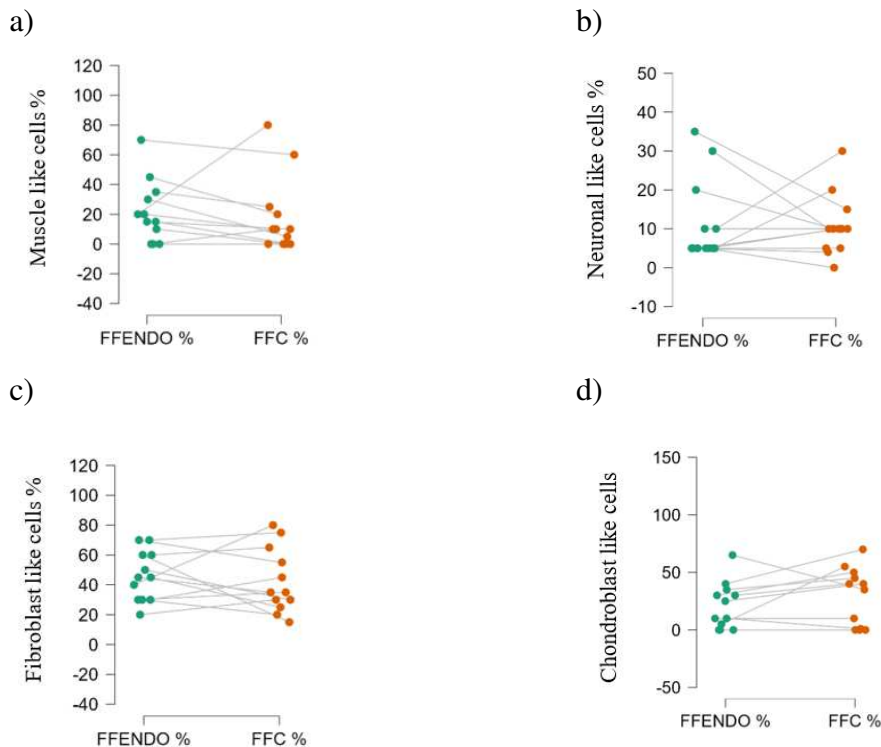 a)
Muscle like cells %
120
100
80
60
40
20
0
-20
-40
FFENDO %
FFC %
b)
Neuronal like cells %
50
40
30
20
10
0
-10
FFENDO %
FFC %
c)
Fibroblast like cells %
120
100
80
60
40
20
0
-20
-40
FFENDO %
FFC %
d)
Chondroblast like cells
150
100
50
0
-50
FFENDO %
FFC %